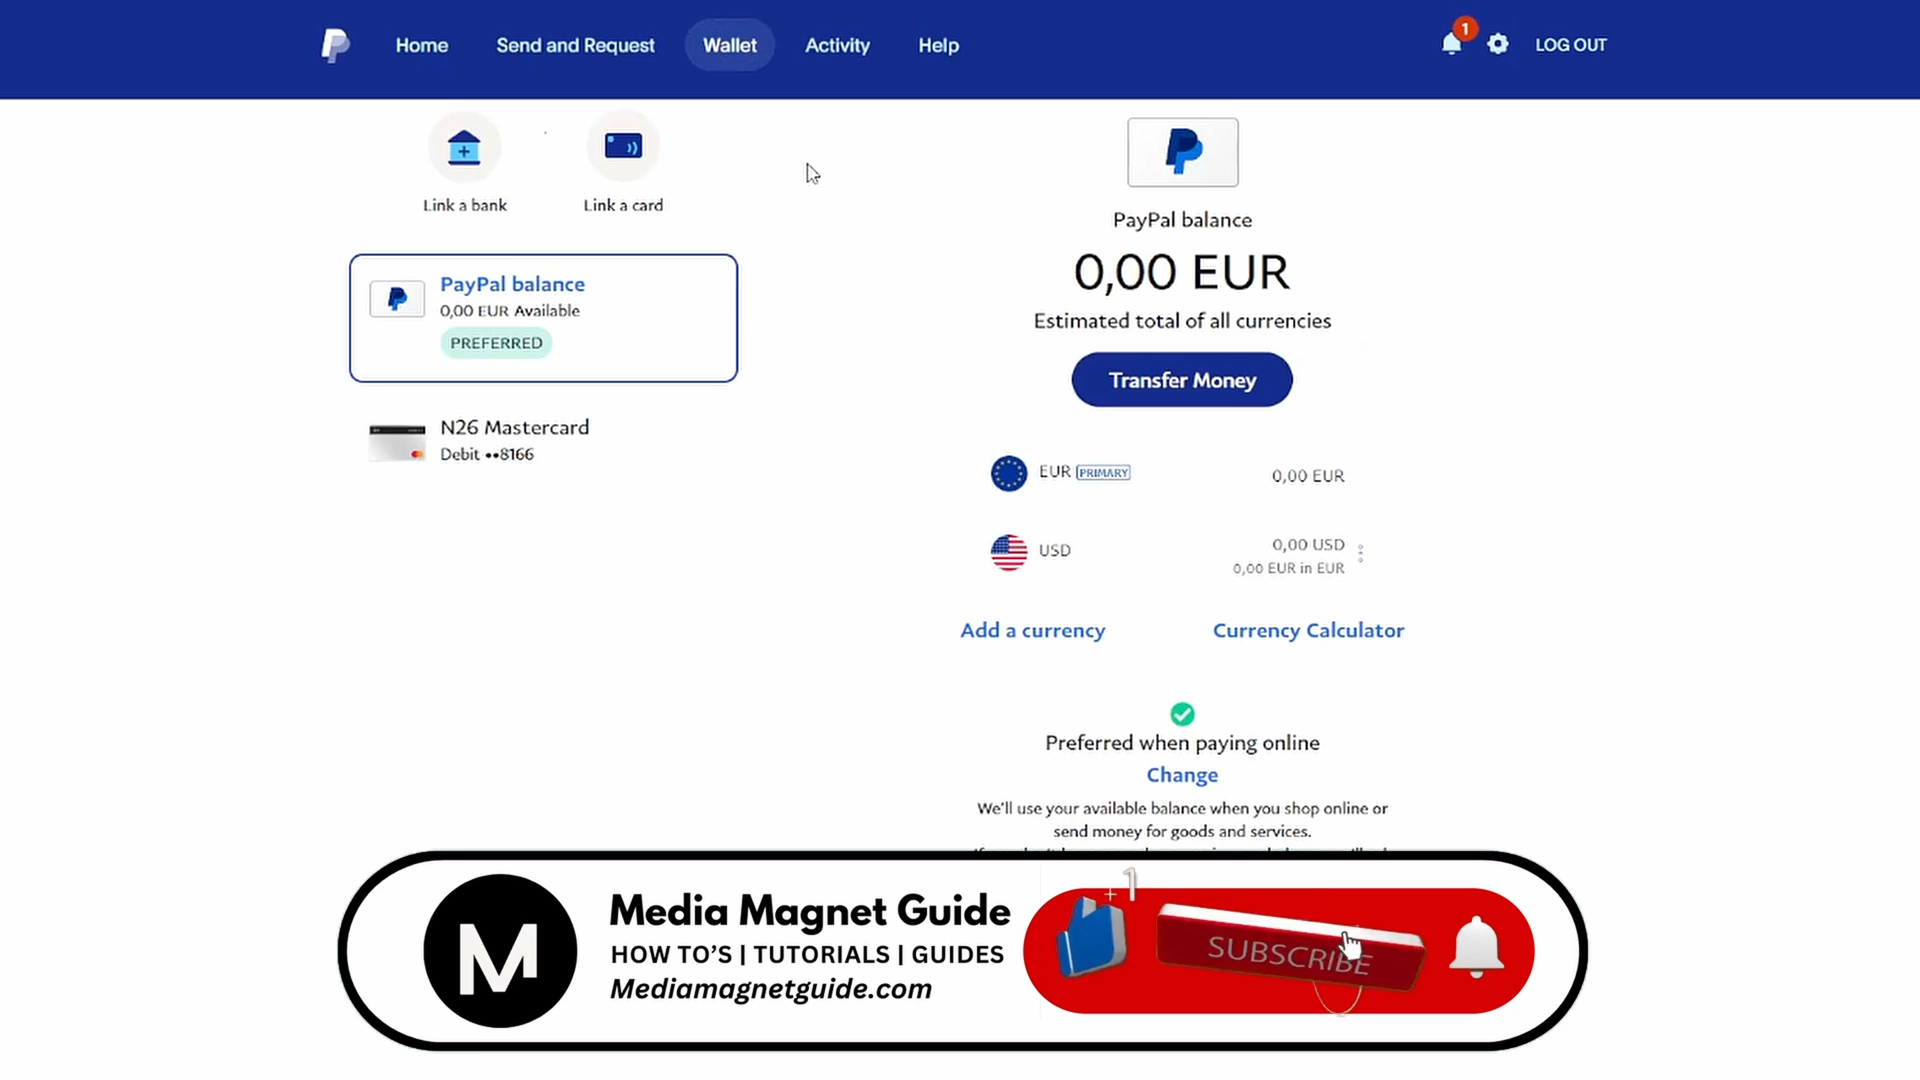 Home
Send and Request
Wallet
Activity
Help
1
LOG OUT
Link a bank
Link a card
PayPal balance
0,00 EUR Available
PREFERRED
N26 Mastercard
Debit ••8166
PayPal balance
0,00 EUR
Estimated total of all currencies
Transfer Money
EUR PRIMARY
0,00 EUR
USD
0,00 USD
0,00 EUR in EUR
Add a currency
Currency Calculator
Preferred when paying online
Change
We'll use your available balance when you shop online or
send money for goods and services.
M
Media Magnet Guide
HOW TO'S | TUTORIALS | GUIDES
Mediamagnetguide.com
+1
SUBSCRIBE